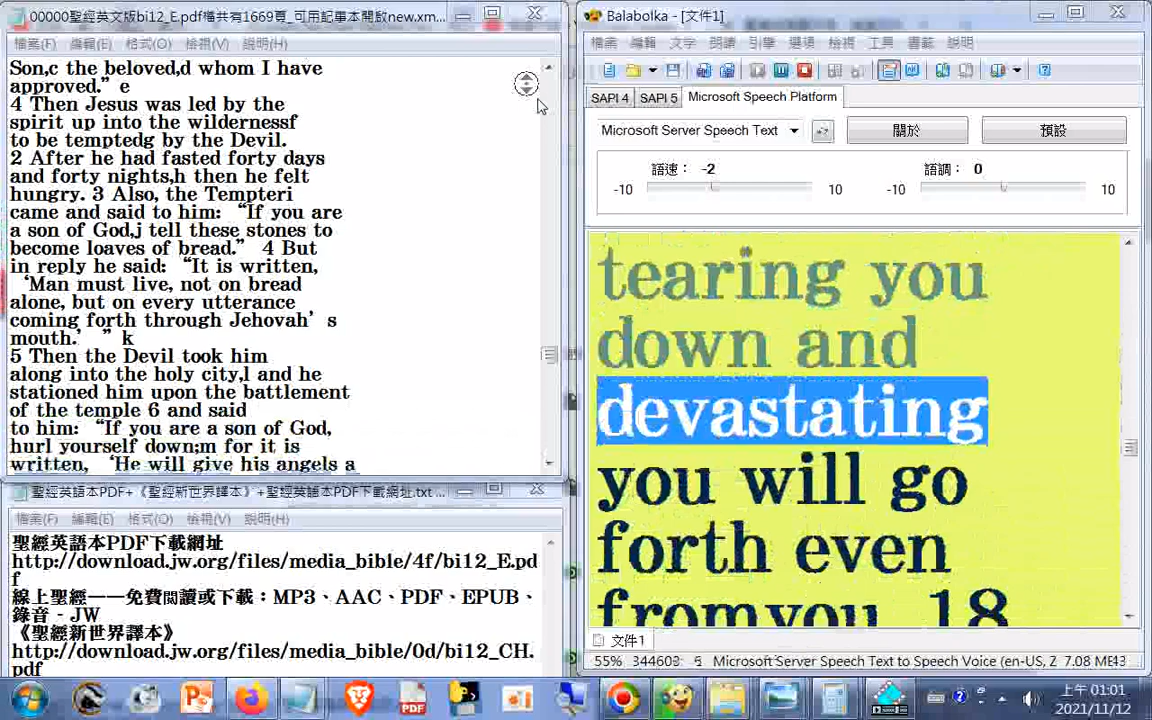 00000聖經英文版bi12_E.pdf檔共有1669頁_可用記事本開啟new.xm...
檔案(F) 編輯(E) 格式(O) 檢視(V) 說明(H)
Son,c the beloved,d whom I have
approved.” e
4 Then Jesus was led by the
spirit up into the wildernessf
to be temptedg by the Devil.
2 After he had fasted forty days
and forty nights,h then he felt
hungry. 3 Also, the Tempteri
came and said to him: “If you are
a son of God,j tell these stones to
become loaves of bread.” 4 But
in reply he said: “It is written,
‘Man must live, not on bread
alone, but on every utterance
coming forth through Jehovah’s
mouth.’ ” k
5 Then the Devil took him
along into the holy city,l and he
stationed him upon the battlement
of the temple 6 and said
to him: “If you are a son of God,
hurl yourself down;m for it is
written, ‘He will give his angels a
聖經英語本PDF+《聖經新世界譯本》+聖經英語本PDF下載網址.txt ...
檔案(F) 編輯(E) 格式(O) 檢視(V) 說明(H)
聖經英語本PDF下載網址
http://download.jw.org/files/media_bible/4f/bi12_E.pd
f
線上聖經——免費閱讀或下載：MP3、AAC、PDF、EPUB、
錄音 - JW
《聖經新世界譯本》
http://download.jw.org/files/media_bible/0d/bi12_CH.
pdf
Balabolka - [文件1]
檔案 編輯 文字 朗讀 引擎 選項 檢視 工具 書籤 說明
SAPI 4 SAPI 5 Microsoft Speech Platform
Microsoft Server Speech Text 關於 預設
語速： -2 語調： 0
-10 10 -10 10
tearing you
down and
devastating
you will go
forth even
fromyou. 18
文件1
55% Microsoft Server Speech Text to Speech Voice (en-US, Z 7.08 MB
上午 01:01
2021/11/12